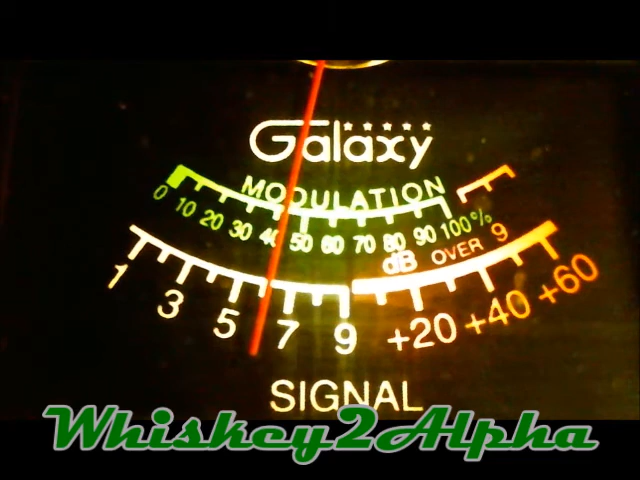 Galaxy
MODULATION
0 10 20 30 40 50 60 70 80 90 100%
dB OVER 9
1 3 5 7 9 +20 +40 +60
SIGNAL
Whiskey2Alpha